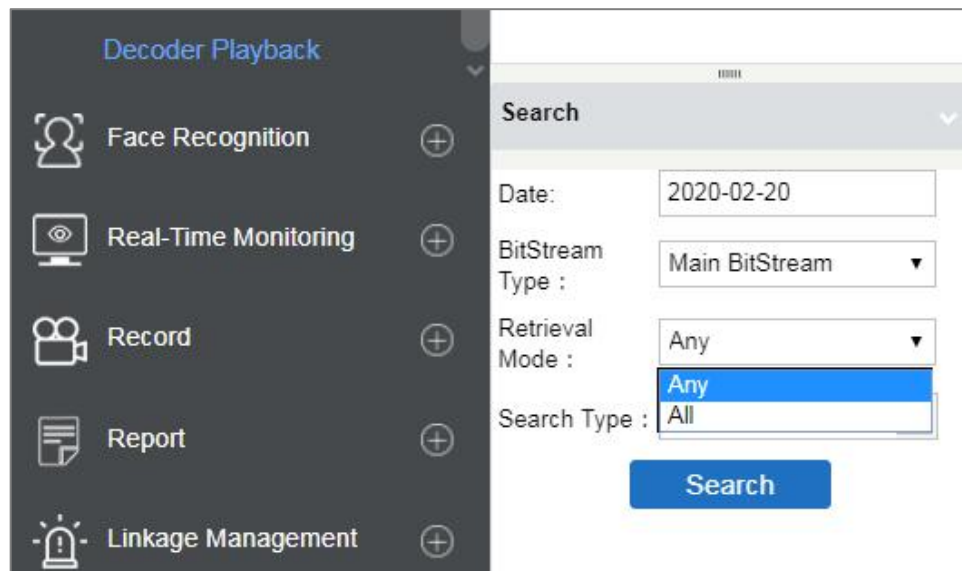 Decoder Playback
Face Recognition
Real-Time Monitoring
Record
Report
Linkage Management
Search
Date:
2020-02-20
BitStream
Type :
Main BitStream
Retrieval
Mode :
Any
Any
All
Search Type :
Search